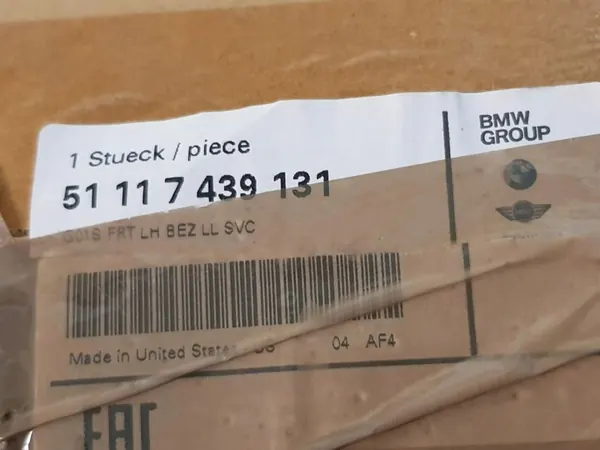 1 Stueck / piece
51 11 7 439 131
G01S FRT LH BEZ LL SVC
BMW
GROUP
Made in United States US
04 AF4
EAC